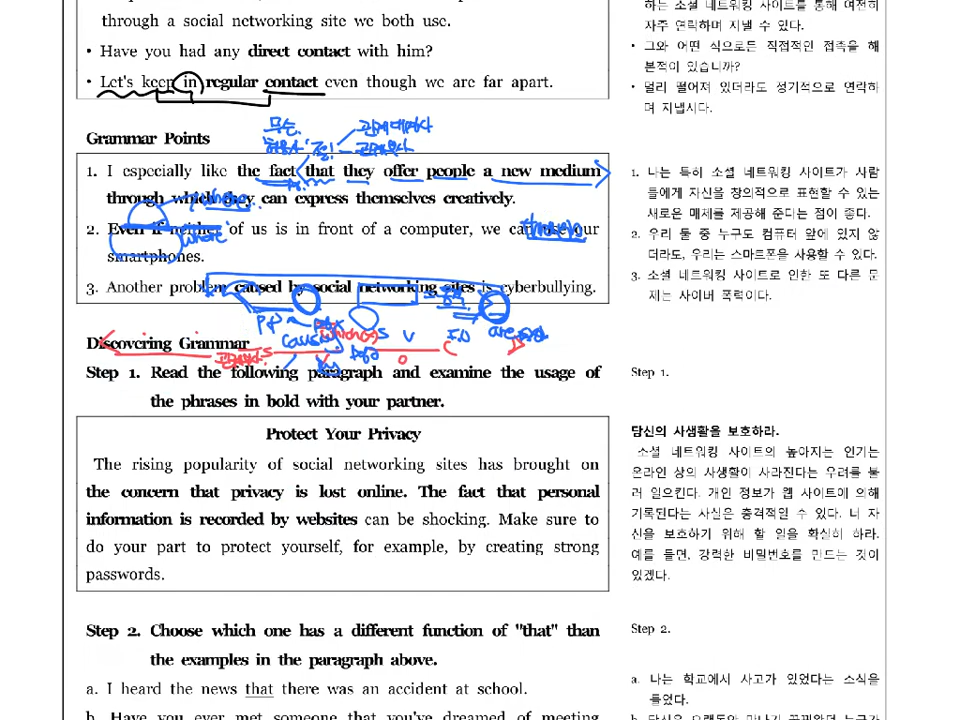 through a social networking site we both use.
• Have you had any direct contact with him?
• Let's keep in regular contact even though we are far apart.
하는 소셜 네트워킹 사이트를 통해 여전히
자주 연락하며 지낼 수 있다.
• 그와 어떤 식으로든 직접적인 접촉을 해
본적이 있습니까?
• 멀리 떨어져 있더라도 정기적으로 연락하
며 지냅시다.
Grammar Points
관계대명사
1. I especially like the fact that they offer people a new medium
through which they can express themselves creatively.
2. Even if neither of us is in front of a computer, we can use our
smartphones.
where
3. Another problem caused by social networking sites is cyberbullying.
1. 나는 특히 소셜 네트워킹 사이트가 사람
들에게 자신을 창의적으로 표현할 수 있는
새로운 매체를 제공해 준다는 점이 좋다.
2. 우리 둘 중 누구도 컴퓨터 앞에 있지 않
더라도, 우리는 스마트폰을 사용할 수 있다.
3. 소셜 네트워킹 사이트로 인한 또 다른 문
제는 사이버 폭력이다.
Discovering Grammar
Step 1. Read the following paragraph and examine the usage of
the phrases in bold with your partner.
Step 1.
Protect Your Privacy
The rising popularity of social networking sites has brought on
the concern that privacy is lost online. The fact that personal
information is recorded by websites can be shocking. Make sure to
do your part to protect yourself, for example, by creating strong
passwords.
당신의 사생활을 보호하라.
소셜 네트워킹 사이트의 높아지는 인기는
온라인 상의 사생활이 사라진다는 우려를 불
러 일으킨다. 개인 정보가 웹 사이트에 의해
기록된다는 사실은 충격적일 수 있다. 너 자
신을 보호하기 위해 할 일을 확실히 하라.
예를 들면, 강력한 비밀번호를 만드는 것이
있겠다.
Step 2. Choose which one has a different function of "that" than
the examples in the paragraph above.
Step 2.
a. I heard the news that there was an accident at school.
b. Have you ever met someone that you've dreamed of meeting
a. 나는 학교에서 사고가 있었다는 소식을
들었다.